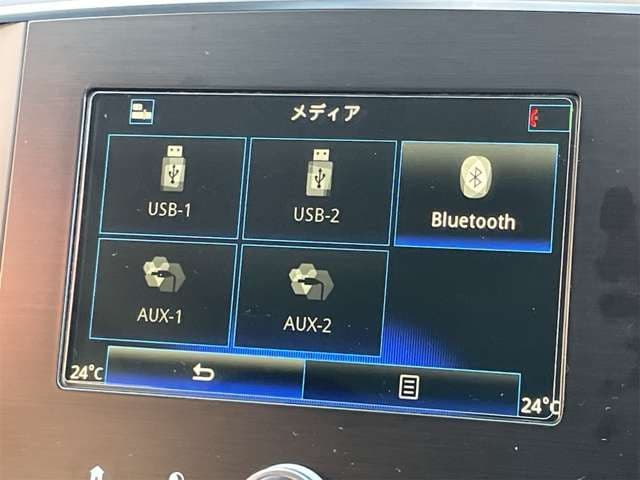 メディア
USB-1
USB-2
Bluetooth
AUX-1
AUX-2
24°C
24°C